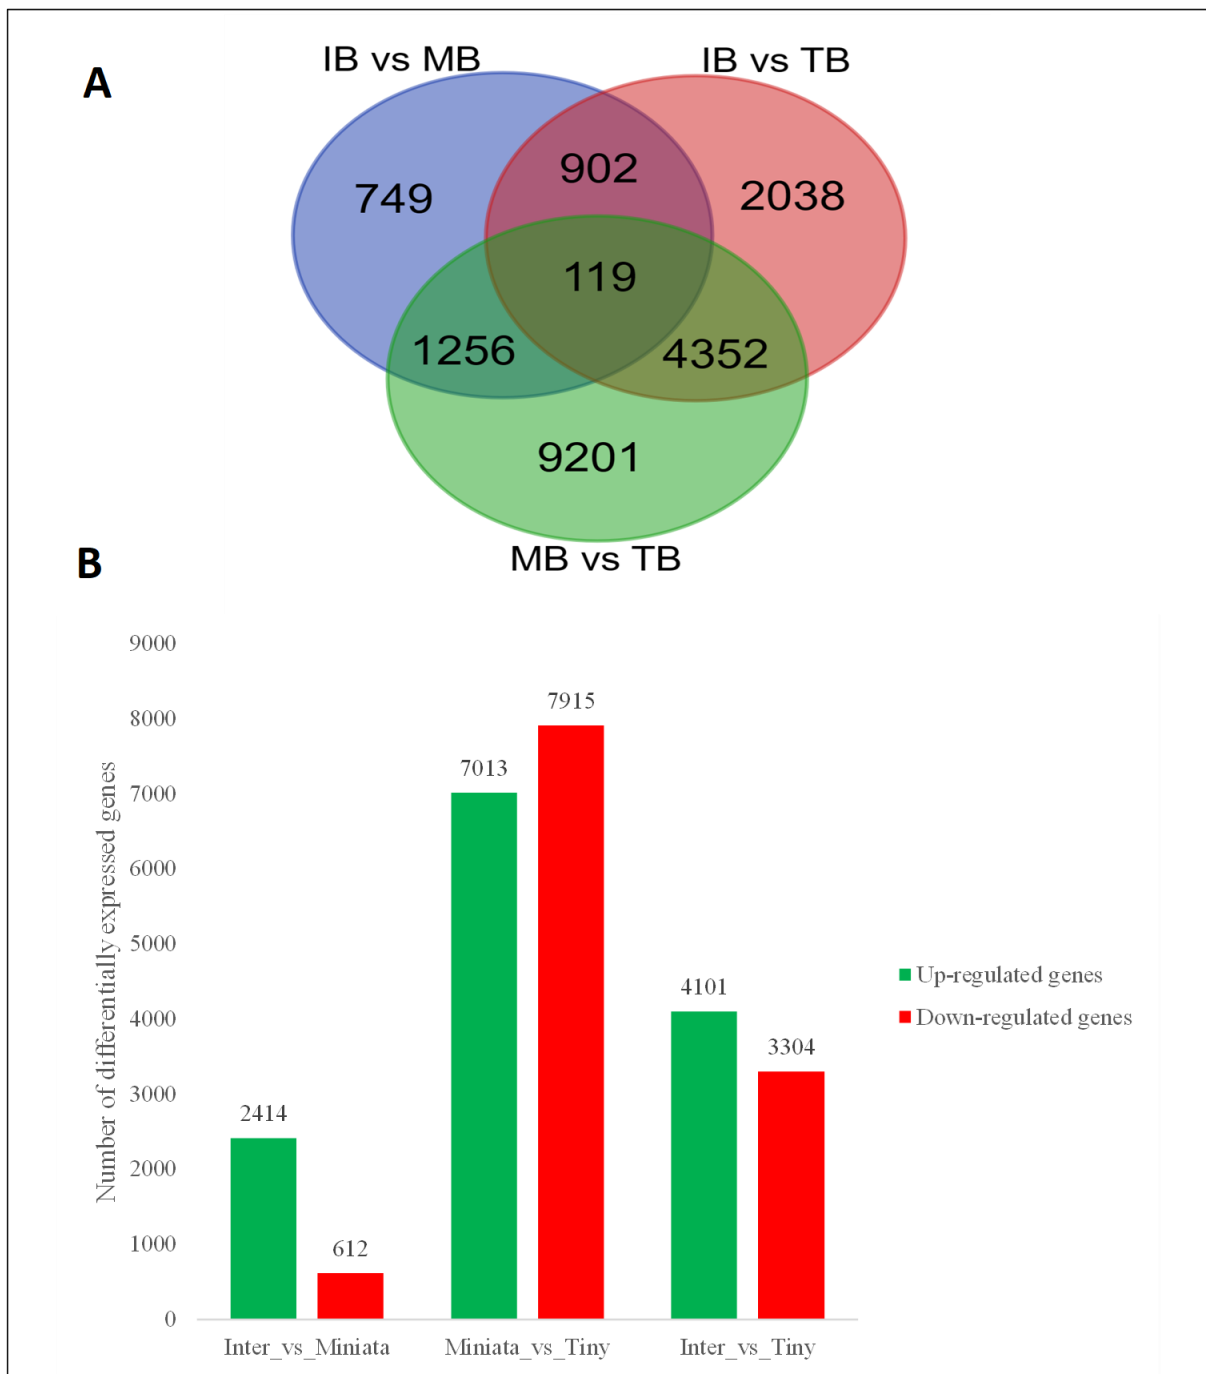 A
IB vs MB
IB vs TB
749
902
2038
119
1256
4352
9201
MB vs TB
B
Number of differentially expressed genes
9000
8000
7000
6000
5000
4000
3000
2000
1000
0
2414
612
7013
7915
4101
3304
Inter_vs_Miniata
Miniata_vs_Tiny
Inter_vs_Tiny
Up-regulated genes
Down-regulated genes